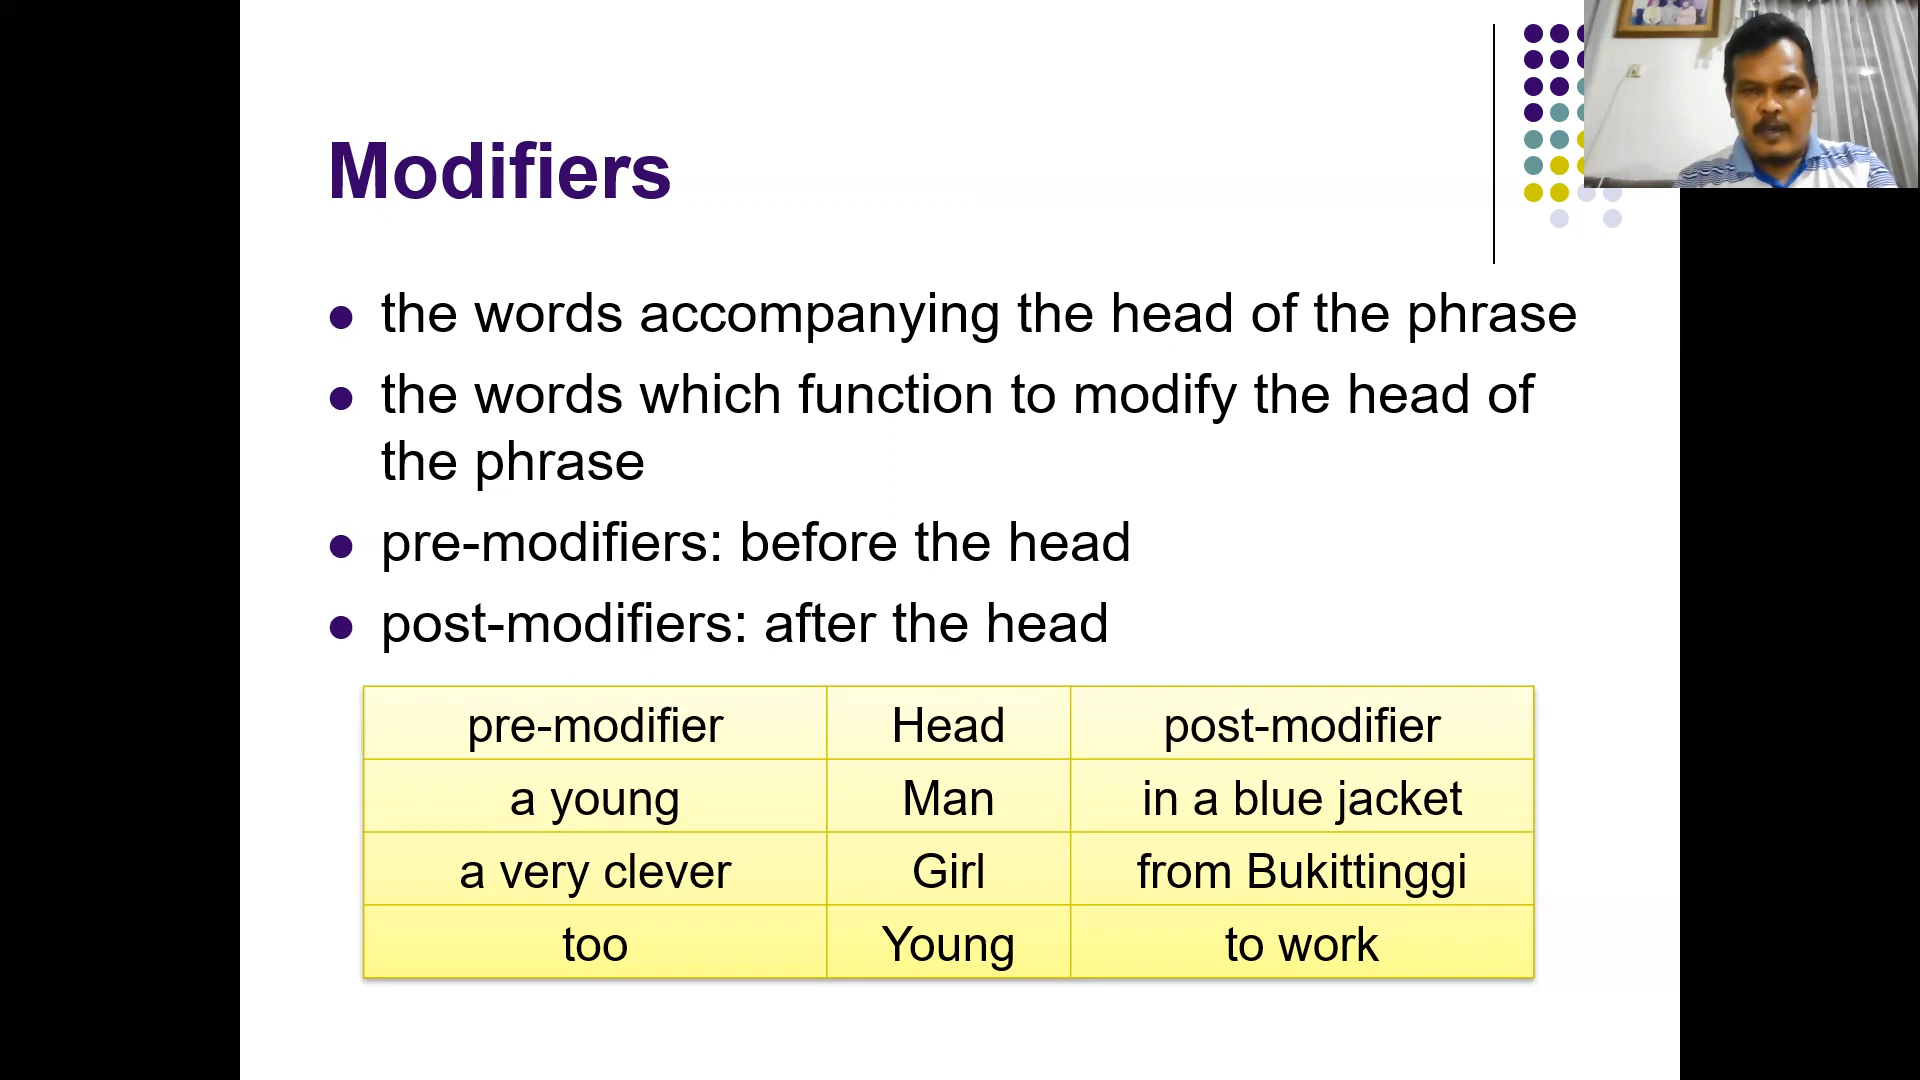 Modifiers
the words accompanying the head of the phrase
the words which function to modify the head of
the phrase
pre-modifiers: before the head
post-modifiers: after the head
pre-modifier Head post-modifier
a young Man in a blue jacket
a very clever Girl from Bukittinggi
too Young to work